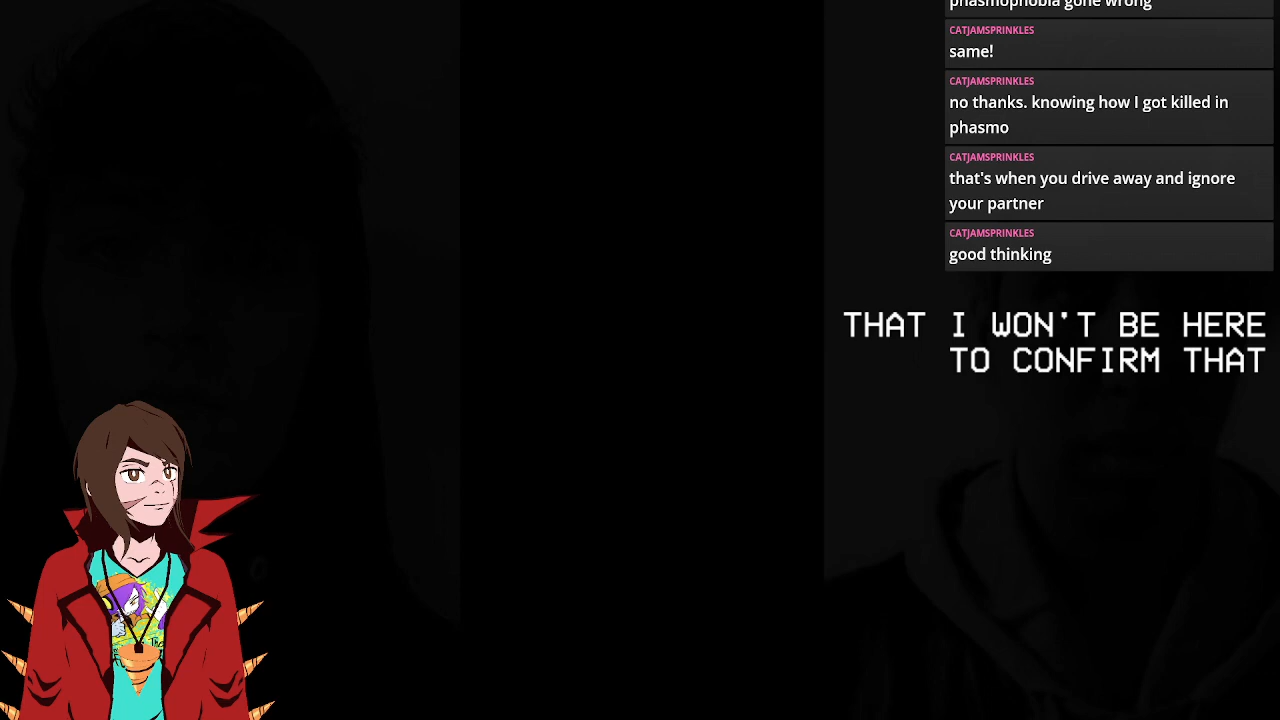 phasmophobia gone wrong
CATJAMSPRINKLES
same!
CATJAMSPRINKLES
no thanks. knowing how I got killed in
phasmo
CATJAMSPRINKLES
that's when you drive away and ignore
your partner
CATJAMSPRINKLES
good thinking
THAT I WON'T BE HERE
TO CONFIRM THAT